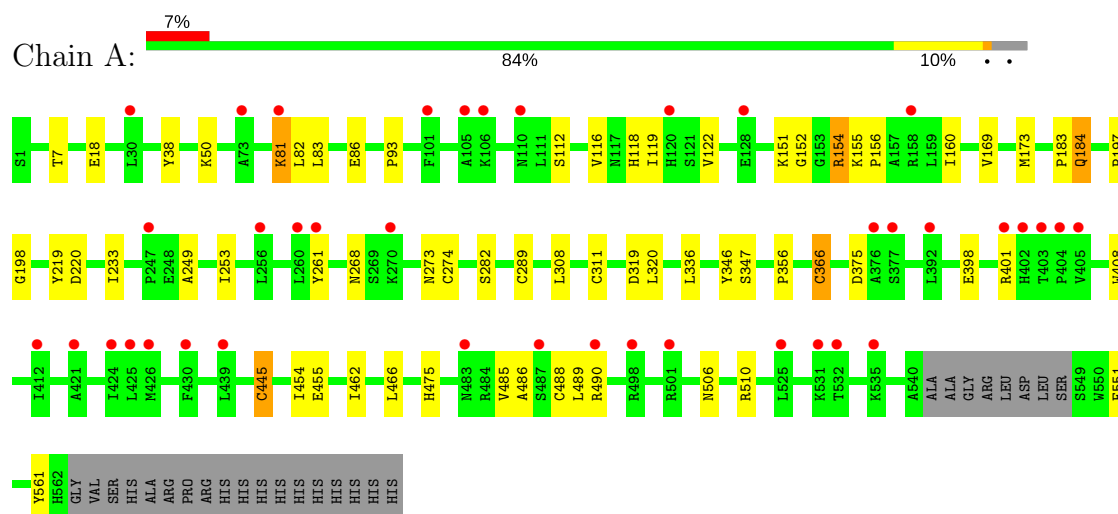 7%
Chain A:
84% 10% • •
S1 T7 E18 L30 Y38 K50 A73 K81 L82 L83 E86 P93 F101 A105 K106 N110 L111 S112 V116 N117 H118 I119 H120 S121 V122 E128 K151 G152 G153 R154 K155 P156 A157 R158 L159 I160 V169 M173 P183 Q184
G198 Y219 D220 I233 P247 E248 A249 I253 L256 L260 Y261 N268 S269 K270 N273 C274 S282 C289 L308 C311 D319 L320 L336 Y346 S347 P356 C366 D375 A376 S377 L392 E398 R401 H402 T403 P404 V405 W408
I412 A421 I424 L425 M426 F430 L439 C445 I454 E455 I462 L466 H475 N483 R484 V485 A486 S487 C488 L489 R490 R498 R501 N506 R510 L525 K531 T532 K535 A540 ALA ALA GLY ARG LEU ASP LEU SER S549 W550
Y561 H562 GLY VAL SER HIS ALA ARG PRO ARG HIS HIS HIS HIS HIS HIS HIS HIS HIS